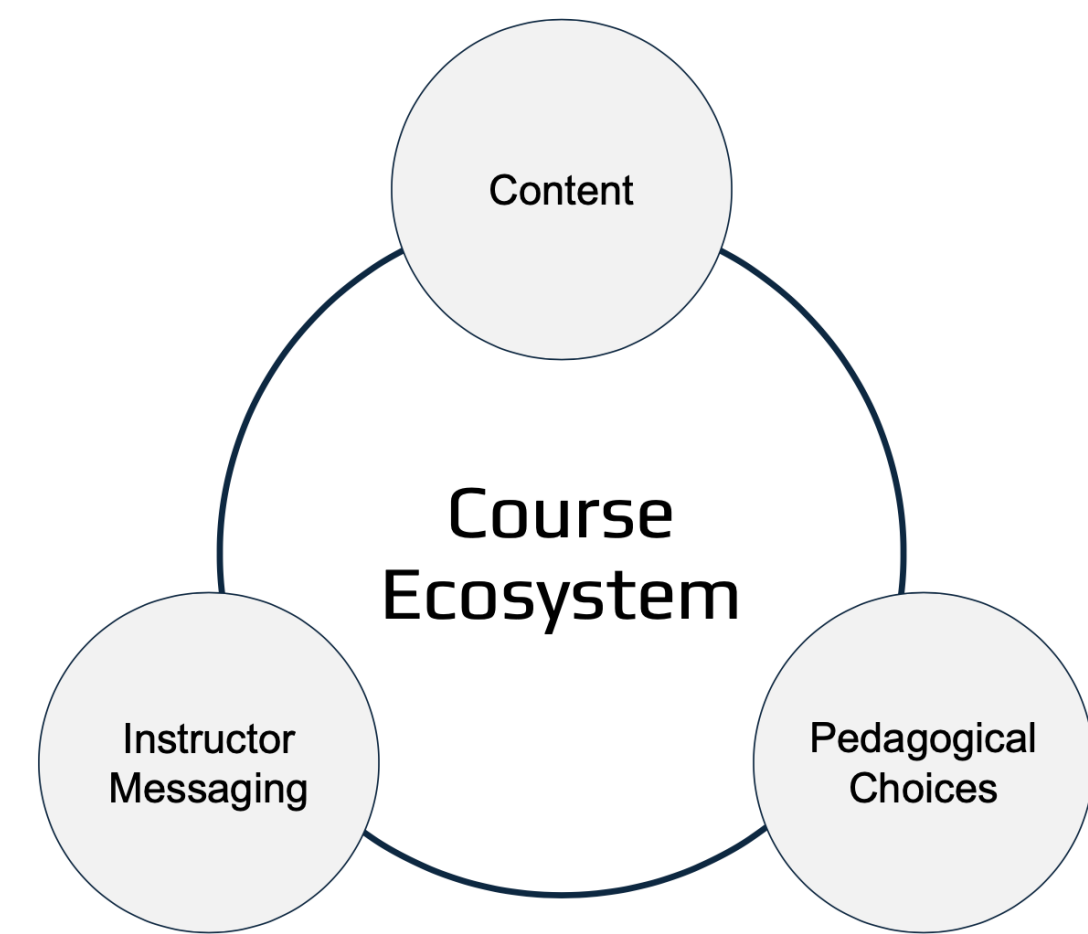 Content
Course
Ecosystem
Instructor
Messaging
Pedagogical
Choices